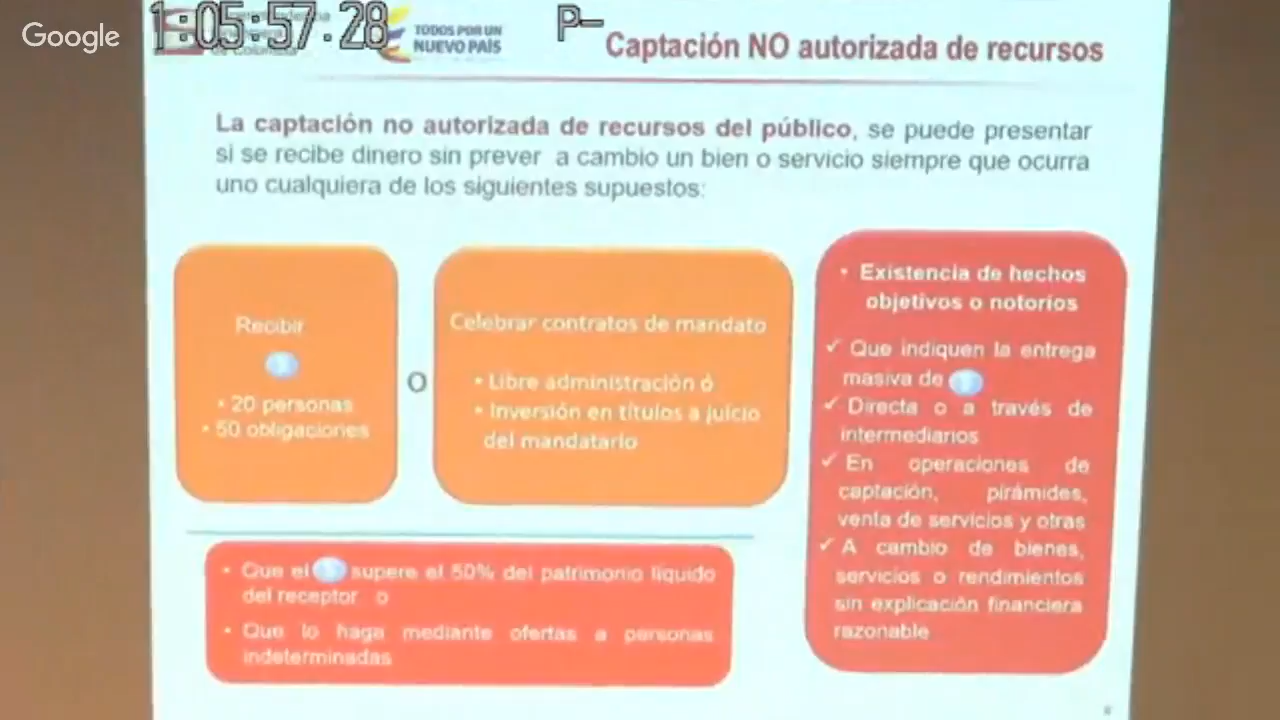 Google
1:05:57.28
P-
TODOS POR UN
NUEVO PAÍS
Captación NO autorizada de recursos
La captación no autorizada de recursos del público, se puede presentar
si se recibe dinero sin prever a cambio un bien o servicio siempre que ocurra
uno cualquiera de los siguientes supuestos:
Recibir
• 20 personas
• 50 obligaciones
O
Celebrar contratos de mandato
• Libre administración ó
• Inversión en títulos a juicio
del mandatario
• Que el supere el 50% del patrimonio líquido
del receptor o
• Que lo haga mediante ofertas a personas
indeterminadas
• Existencia de hechos
objetivos o notorios
✓ Que indiquen la entrega
masiva de
✓ Directa o a través de
intermediarios
✓ En operaciones de
captación, pirámides,
venta de servicios y otras
✓ A cambio de bienes,
servicios o rendimientos
sin explicación financiera
razonable